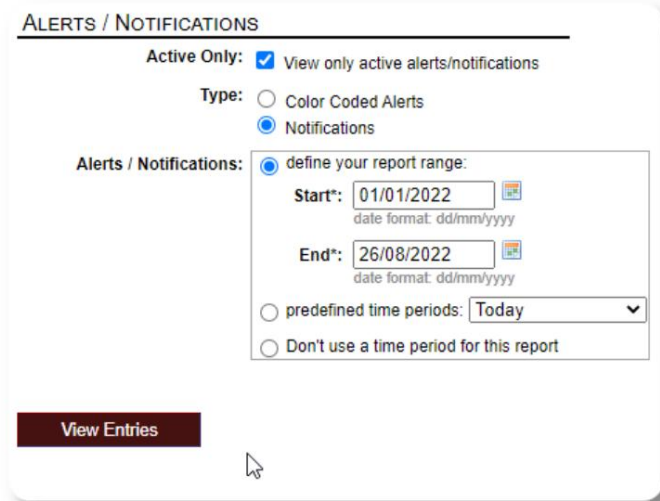 ALERTS / NOTIFICATIONS
Active Only: View only active alerts/notifications
Type: Color Coded Alerts
Notifications
Alerts / Notifications: define your report range:
Start*: 01/01/2022
date format: dd/mm/yyyy
End*: 26/08/2022
date format: dd/mm/yyyy
predefined time periods: Today
Don't use a time period for this report
View Entries